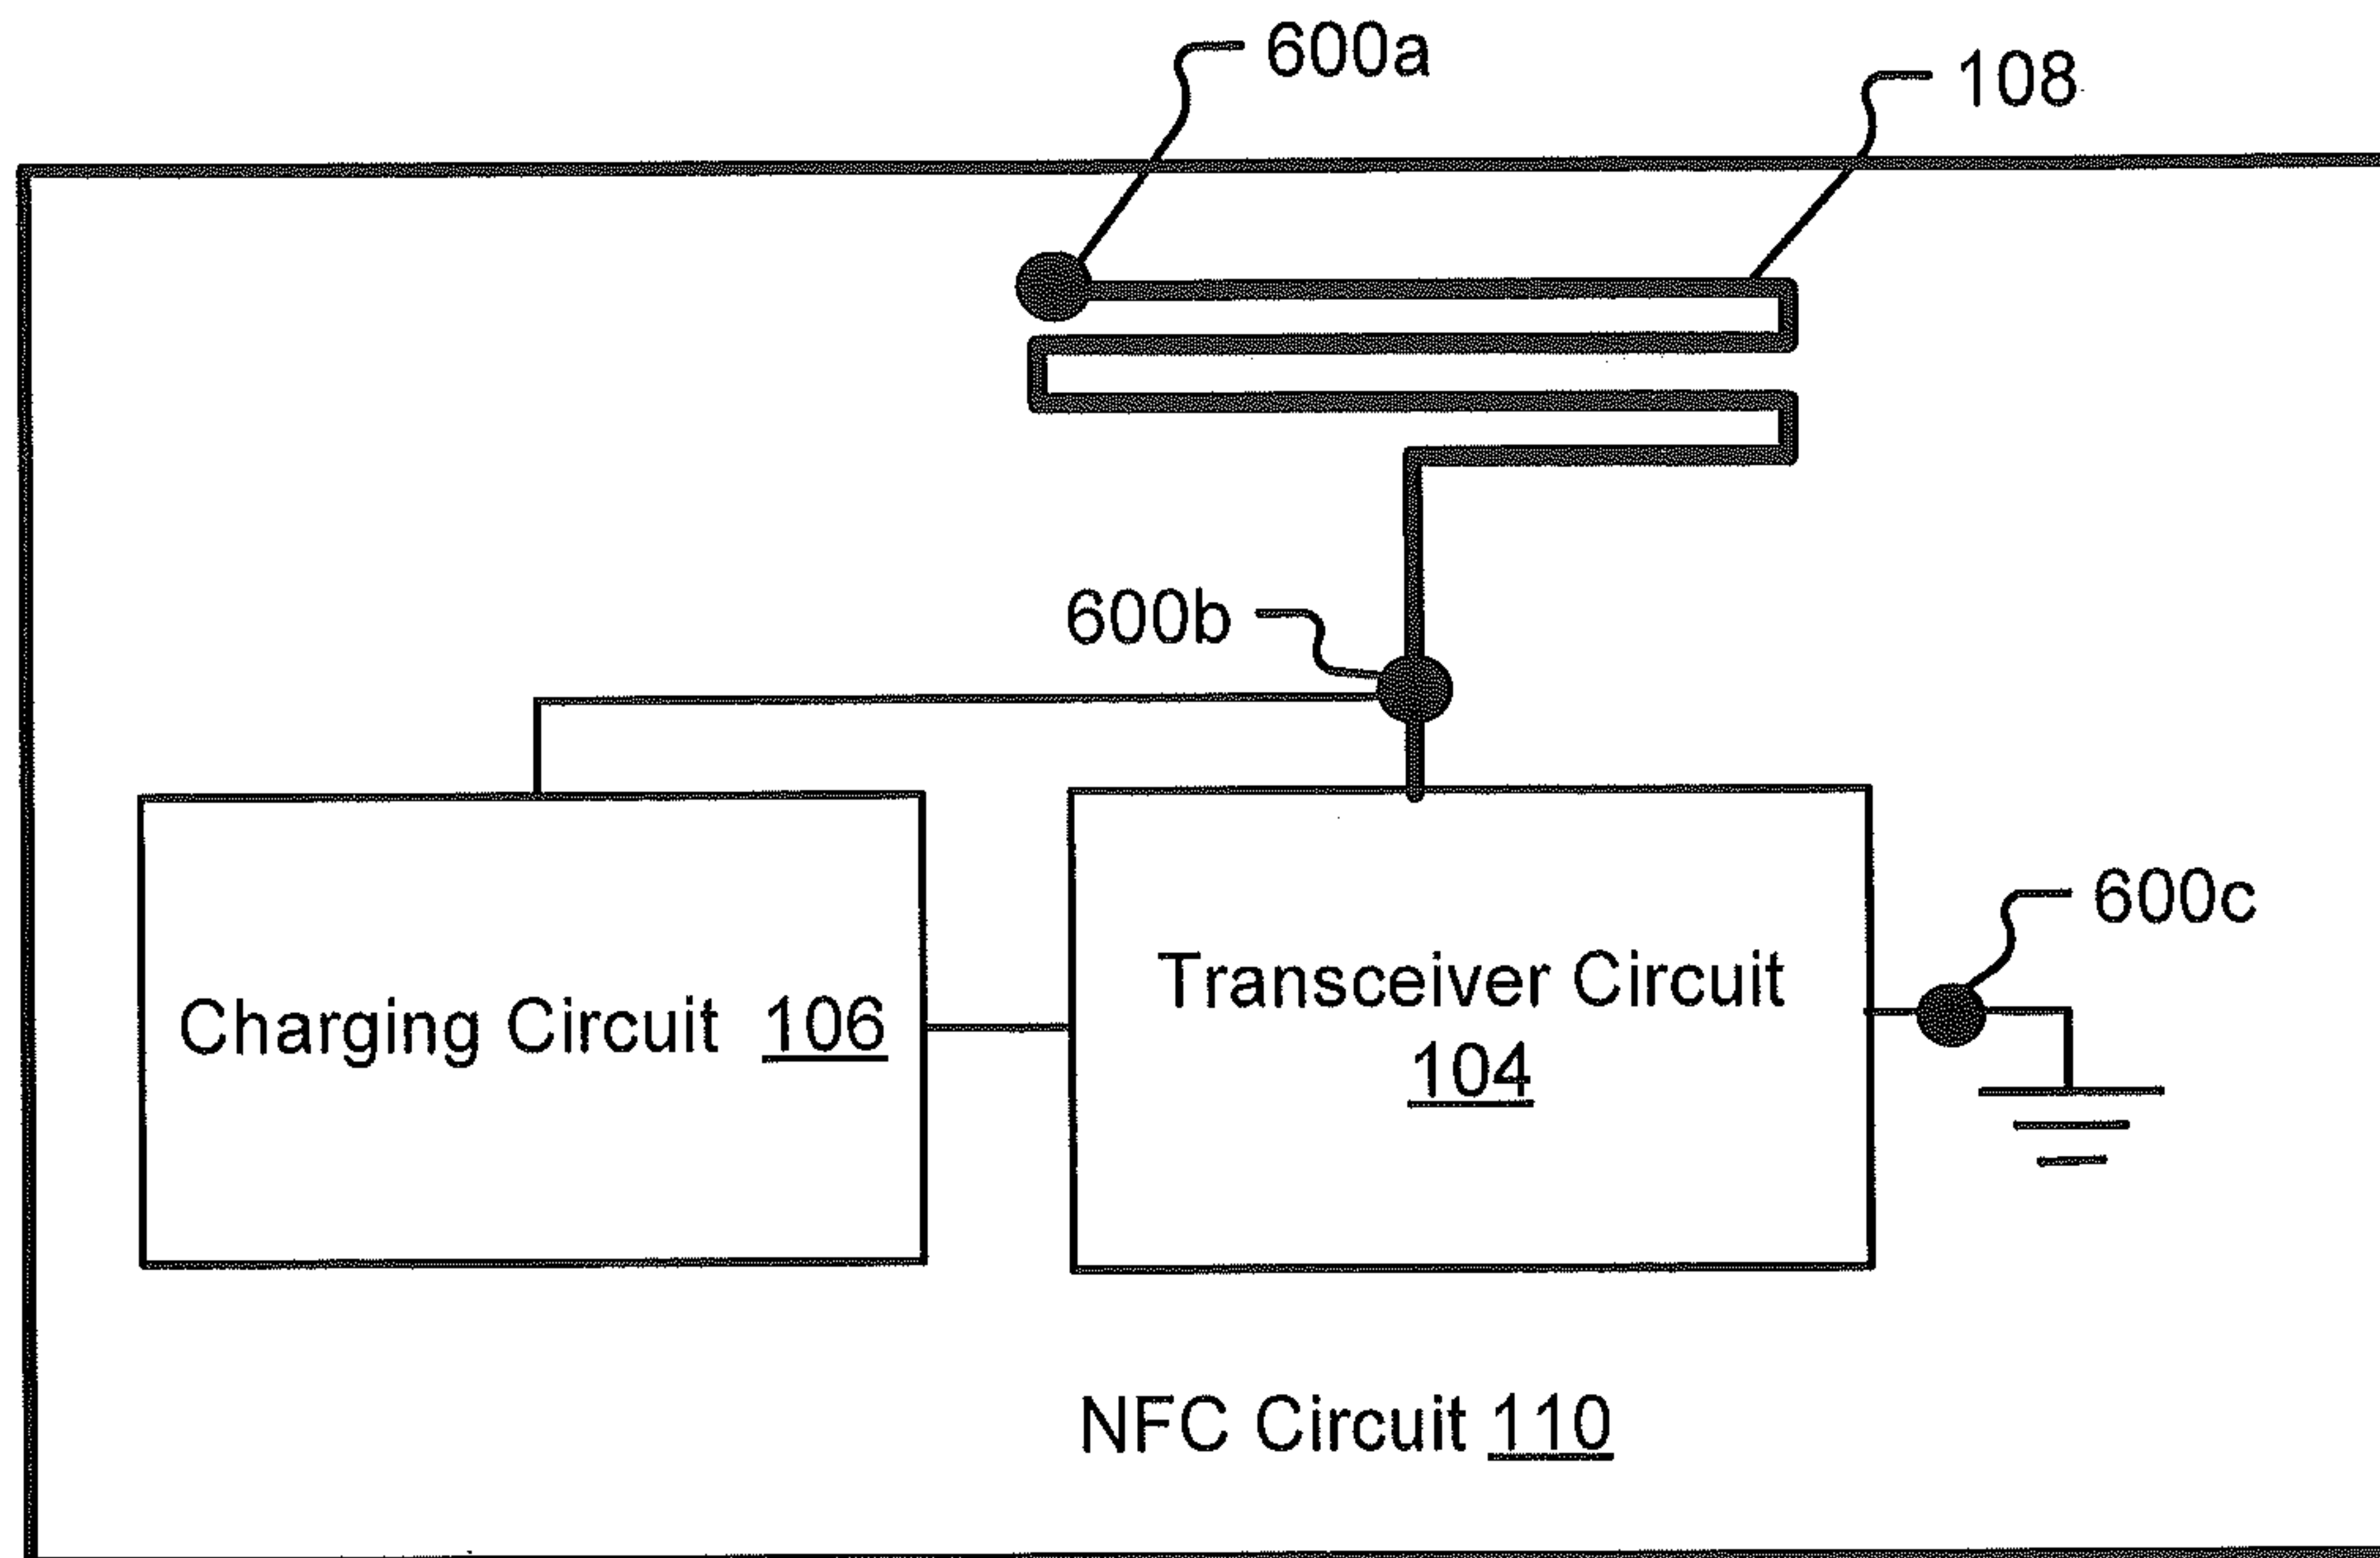 600a
108
600b
600c
Charging Circuit 106
Transceiver Circuit
104
NFC Circuit 110